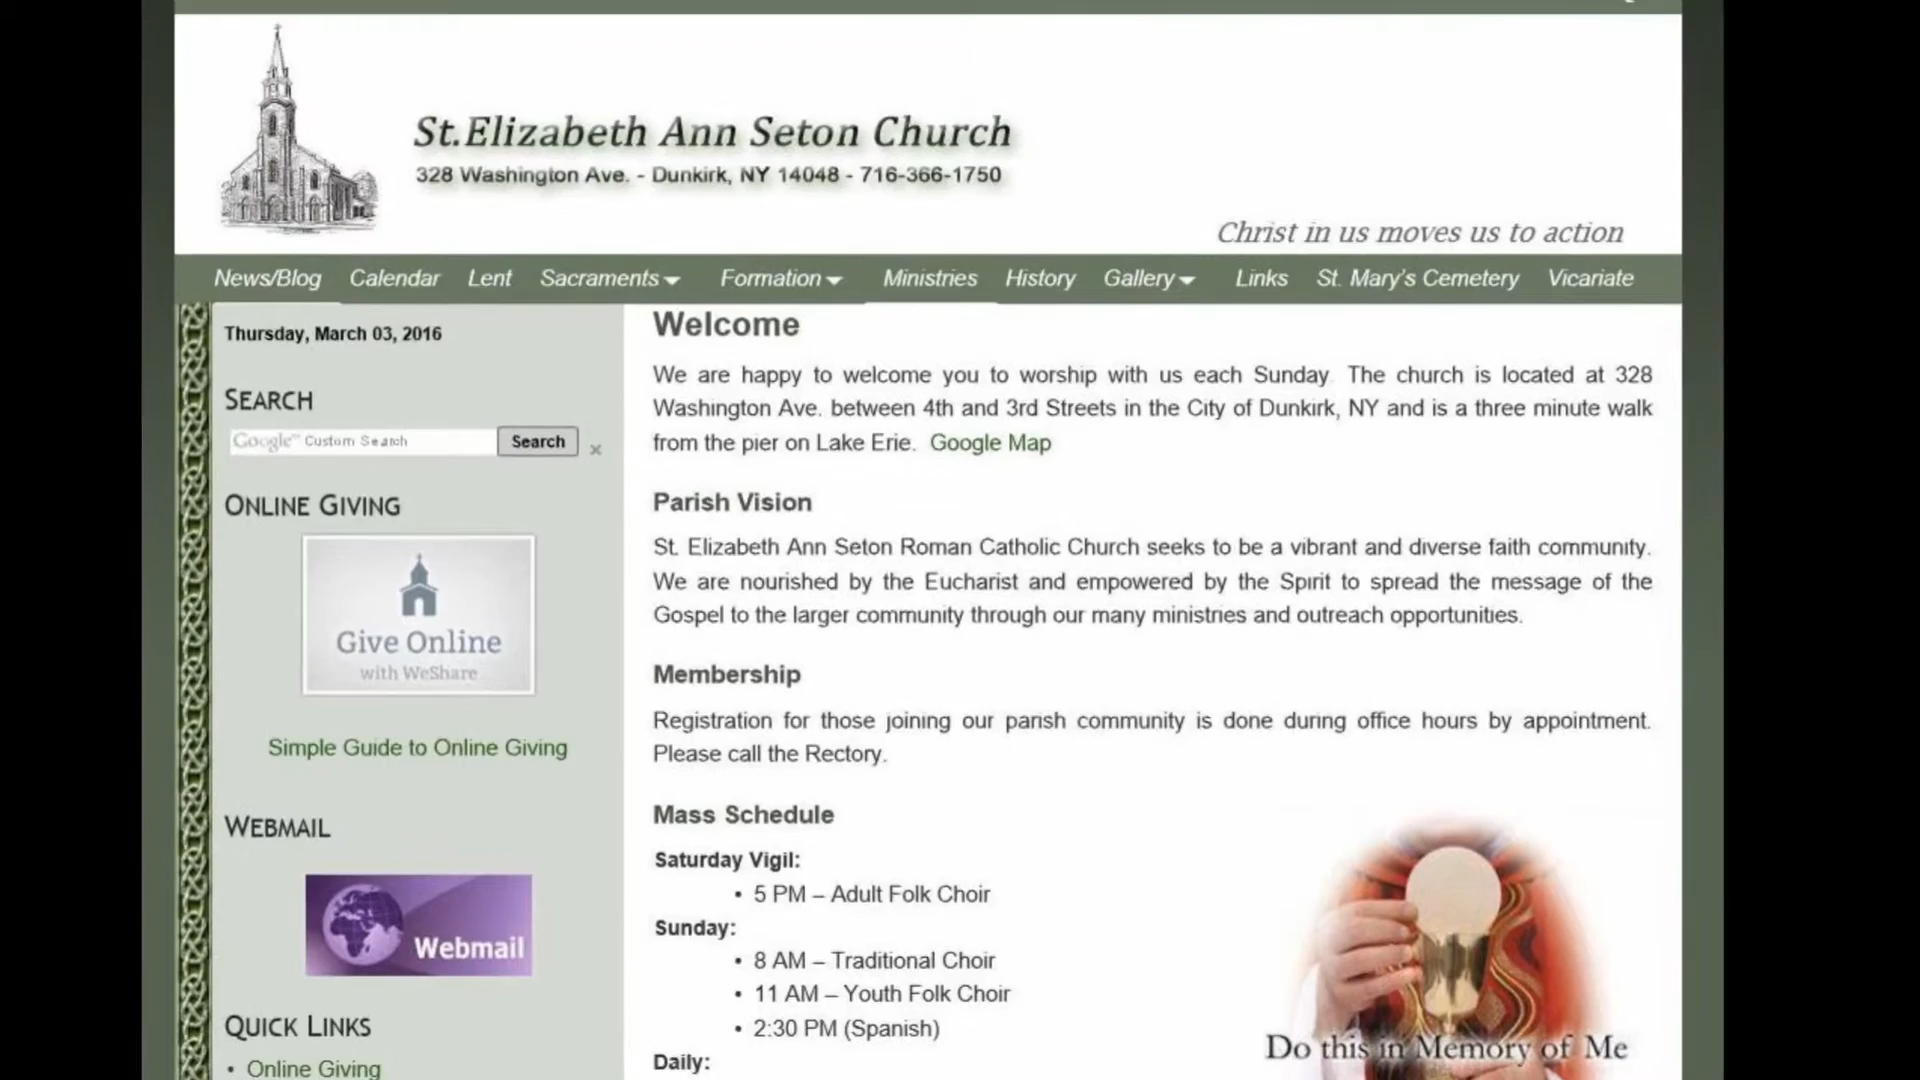 St.Elizabeth Ann Seton Church
328 Washington Ave. - Dunkirk, NY 14048 - 716-366-1750
Christ in us moves us to action
News/Blog Calendar Lent Sacraments Formation Ministries History Gallery Links St. Mary's Cemetery Vicariate
Thursday, March 03, 2016
SEARCH
Google™ Custom Search Search ×
ONLINE GIVING
Give Online
with WeShare
Simple Guide to Online Giving
WEBMAIL
Webmail
QUICK LINKS
• Online Giving
Welcome
We are happy to welcome you to worship with us each Sunday. The church is located at 328
Washington Ave. between 4th and 3rd Streets in the City of Dunkirk, NY and is a three minute walk
from the pier on Lake Erie. Google Map
Parish Vision
St. Elizabeth Ann Seton Roman Catholic Church seeks to be a vibrant and diverse faith community.
We are nourished by the Eucharist and empowered by the Spirit to spread the message of the
Gospel to the larger community through our many ministries and outreach opportunities.
Membership
Registration for those joining our parish community is done during office hours by appointment.
Please call the Rectory.
Mass Schedule
Saturday Vigil:
• 5 PM – Adult Folk Choir
Sunday:
• 8 AM – Traditional Choir
• 11 AM – Youth Folk Choir
• 2:30 PM (Spanish)
Daily:
Do this in Memory of Me